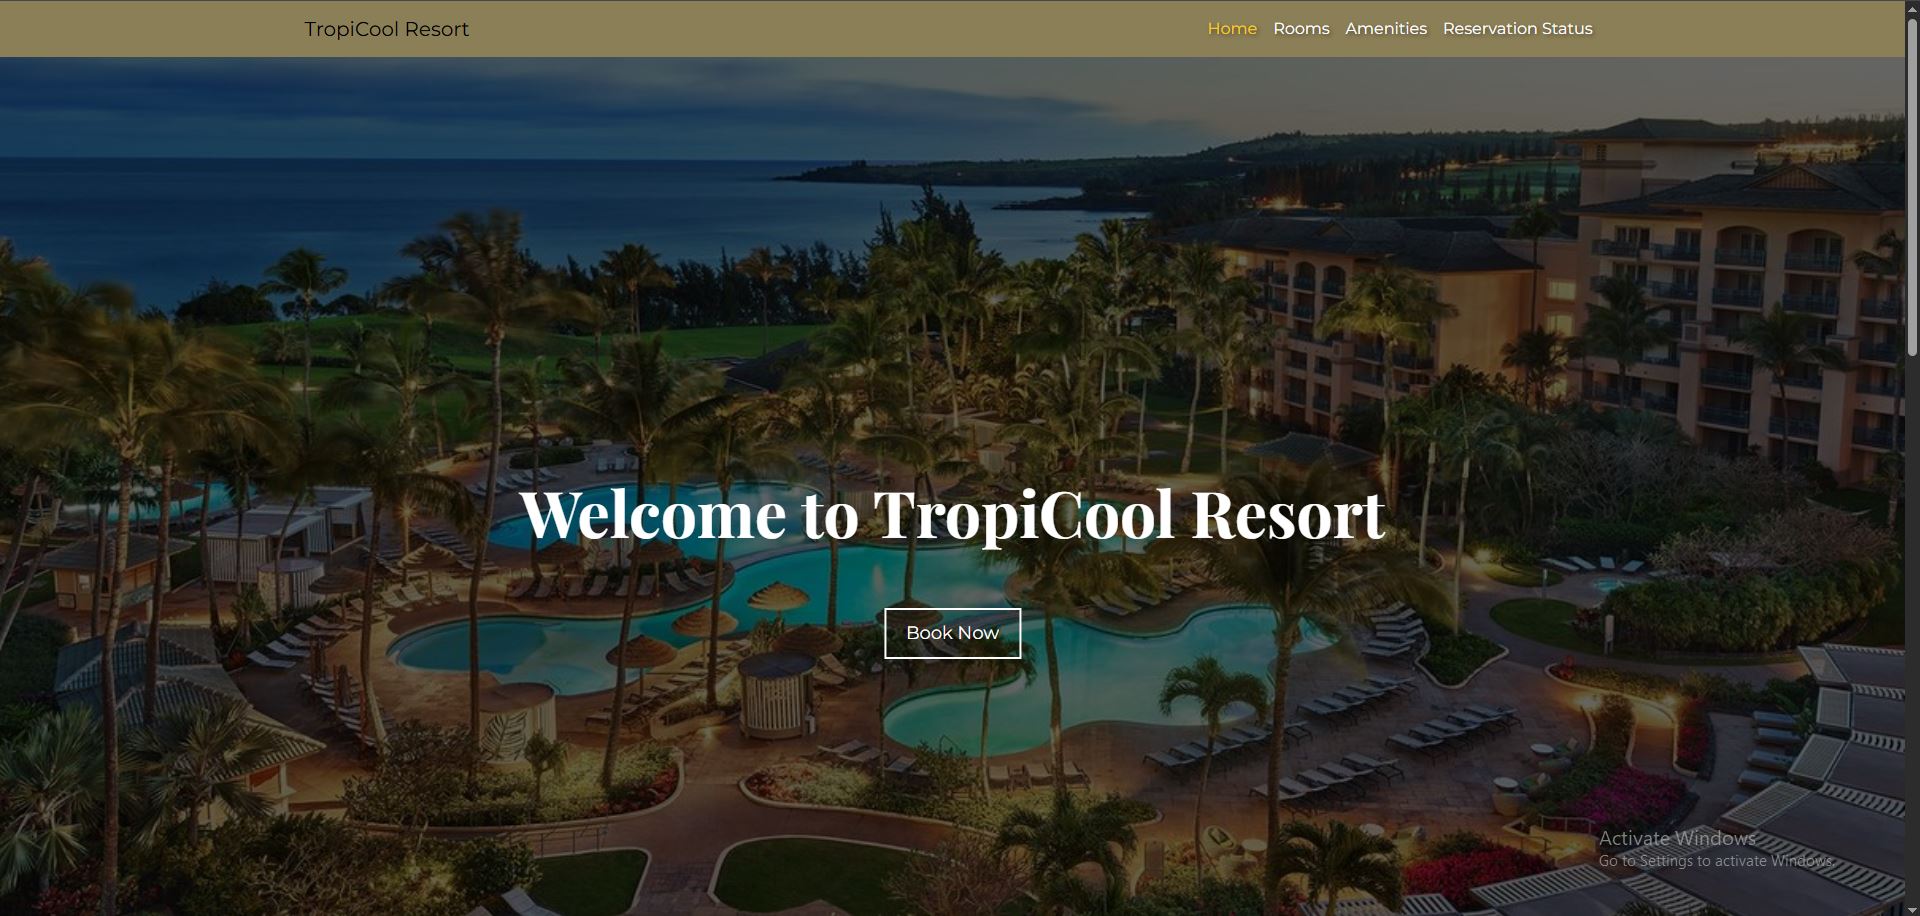 TropiCool Resort
Home Rooms Amenities Reservation Status
Welcome to TropiCool Resort
Book Now
Activate Windows
Go to Settings to activate Windows.